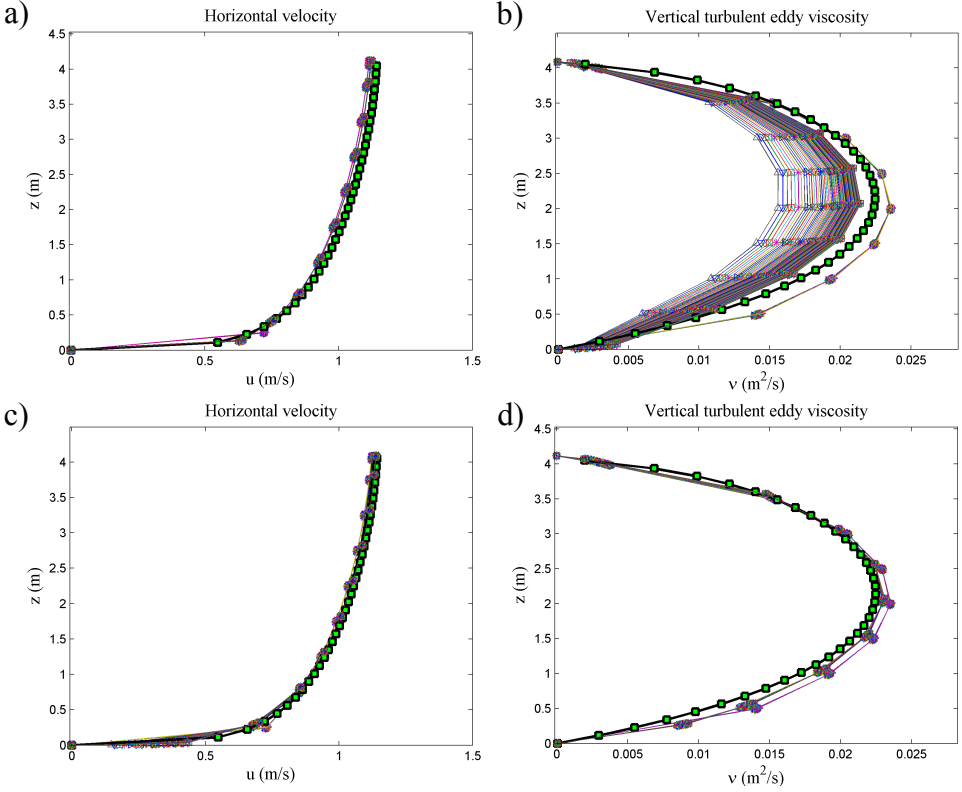 a)
Horizontal velocity
4.5
4
3.5
3
2.5
2
1.5
1
0.5
0
z (m)
0 0.5 1 1.5
u (m/s)
b)
Vertical turbulent eddy viscosity
4.5
4
3.5
3
2.5
2
1.5
1
0.5
0
z (m)
0 0.005 0.01 0.015 0.02 0.025
ν (m²/s)
c)
Horizontal velocity
4.5
4
3.5
3
2.5
2
1.5
1
0.5
0
z (m)
0 0.5 1 1.5
u (m/s)
d)
Vertical turbulent eddy viscosity
4.5
4
3.5
3
2.5
2
1.5
1
0.5
0
z (m)
0 0.005 0.01 0.015 0.02 0.025
ν (m²/s)